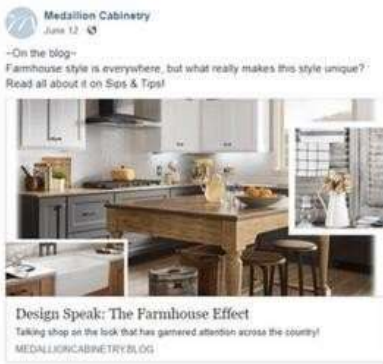 Medallion Cabinetry
June 12 ·
~On the blog~
Farmhouse style is everywhere, but what really makes this style unique?
Read all about it on Sips & Tips!
Design Speak: The Farmhouse Effect
Talking shop on the look that has garnered attention across the country!
MEDALLIONCABINETRY.BLOG